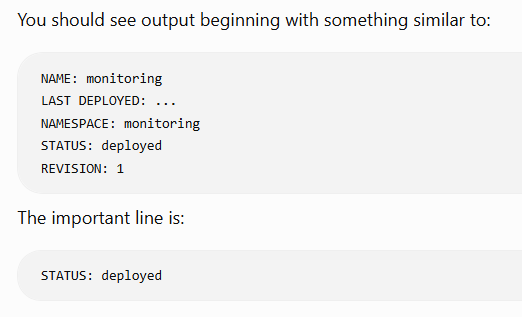 You should see output beginning with something similar to:
NAME: monitoring
LAST DEPLOYED: ...
NAMESPACE: monitoring
STATUS: deployed
REVISION: 1
The important line is:
STATUS: deployed